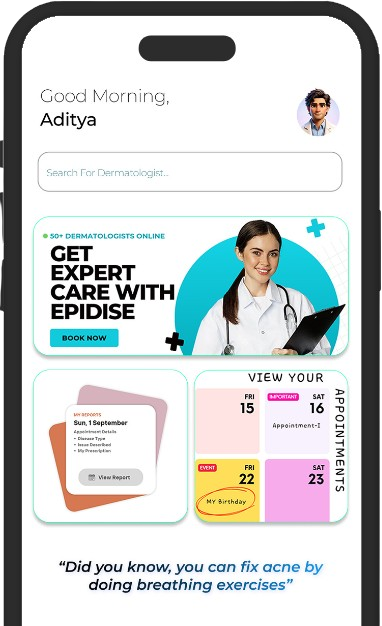 Good Morning,
Aditya
Search For Dermatologist...
50+ DERMATOLOGISTS ONLINE
GET
EXPERT
CARE WITH
EPIDISE
BOOK NOW
MY REPORTS
Sun, 1 September
Appointment Details
• Disease Type
• Issue Described
• My Prescription
View Report
VIEW YOUR
APPOINTMENTS
FRI
15
IMPORTANT
SAT
16
Appointment-I
EVENT
FRI
22
MY Birthday
SAT
23
“Did you know, you can fix acne by
doing breathing exercises”